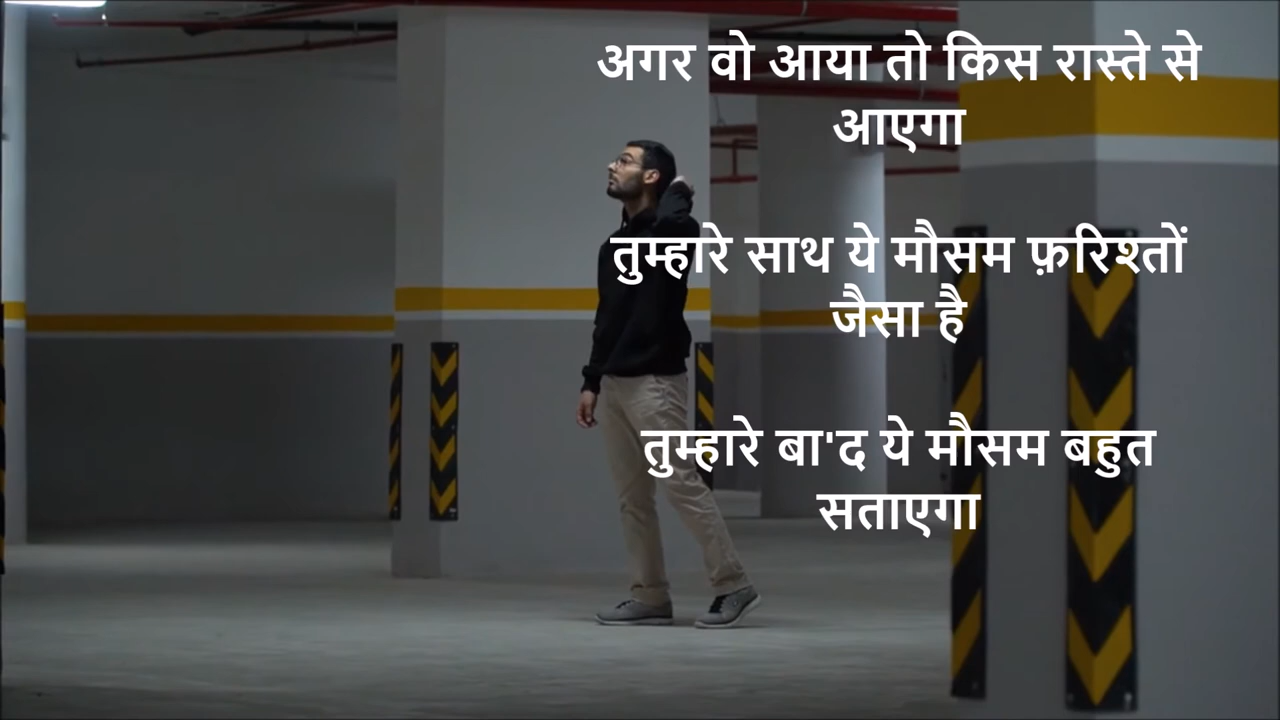 अगर वो आया तो किस रास्ते से
आएगा
तुम्हारे साथ ये मौसम फ़रिश्तों
जैसा है
तुम्हारे बा'द ये मौसम बहुत
सताएगा